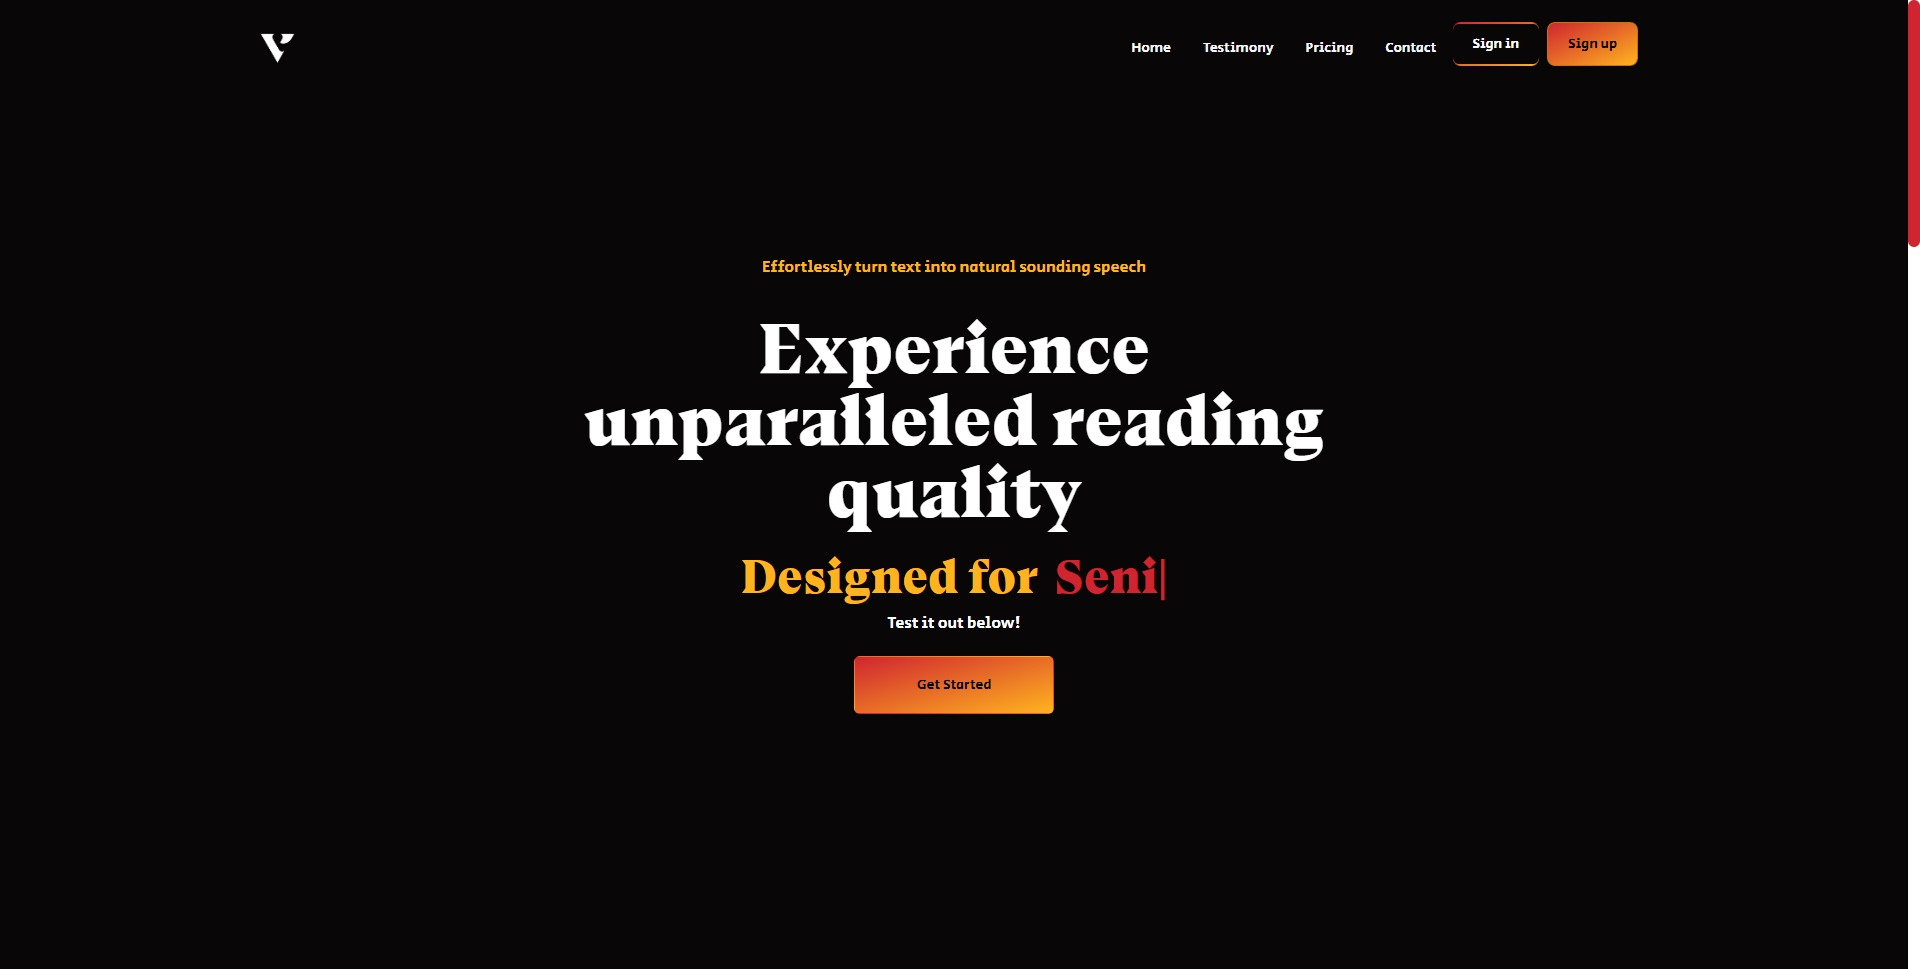 Home Testimony Pricing Contact Sign in Sign up
Effortlessly turn text into natural sounding speech
Experience
unparalleled reading
quality
Designed for Seni|
Test it out below!
Get Started